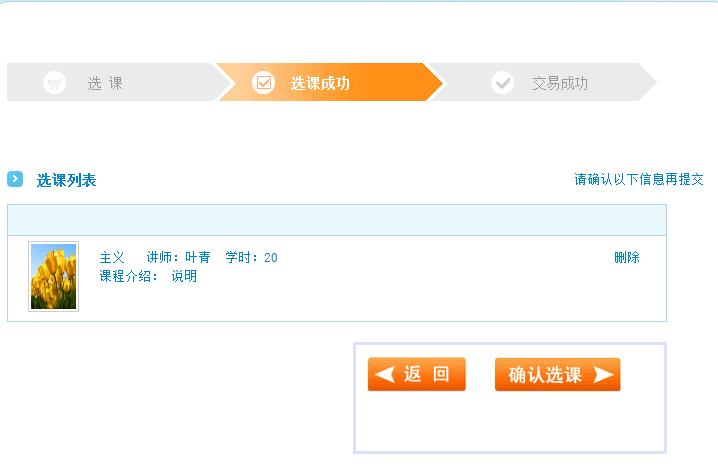 选 课 选课成功 交易成功
选课列表 请确认以下信息再提交
主义 讲师：叶青 学时：20 删除
课程介绍： 说明
返 回 确认选课